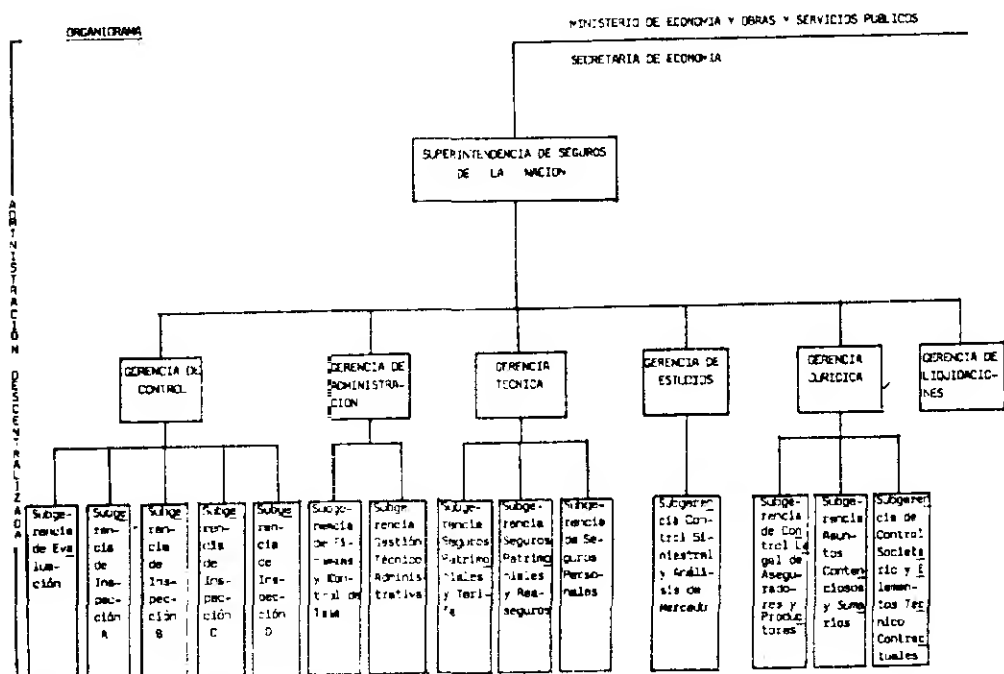 ORGANIGRAMA
MINISTERIO DE ECONOMIA Y OBRAS Y SERVICIOS PUBLICOS
SECRETARIA DE ECONOMIA
ADMINISTRACION DESCENTRALIZADA
SUPERINTENDENCIA DE SEGUROS
DE LA NACION
GERENCIA DE
CONTROL
GERENCIA DE
ADMINISTRA-
CION
GERENCIA
TECNICA
GERENCIA DE
ESTUDIOS
GERENCIA
JURIDICA
GERENCIA DE
LIQUIDACIO-
NES
Subge-
rencia
de Eva
lua-
ción
Subge
ren-
cia
de
Ins-
pec-
ción
A
Subge
ren-
cia
de
Ins-
pec-
ción
B
Subge
ren-
cia
de
Ins-
pec-
ción
C
Subge
ren-
cia
de
Ins-
pec-
ción
D
Subge-
rencia
de Fi-
nanzas
y Con-
trol de
Tasa
Subge-
rencia
Gestión
Técnico
Adminis-
trativa
Subge-
rencia
Seguros
Patrimo
niales
y Tari-
fa
Subge-
rencia
Seguros
Patrimo
niales
y Rea-
seguros
Subge-
rencia
de Se-
guros
Perso-
nales
Subgeren
cia Con-
trol Si-
niestral
y Análi-
sis de
Mercado
Subge-
rencia
de Con
trol Le
gal de
Asegu-
rado-
res y
Produc
tores
Subge-
rencia
Asun-
tos
Conten
ciosos
y Suma
rios
Subgeren
cia de
Control
Societa
rio y E
lemen-
tos Téc
nico
Contrac
tuales